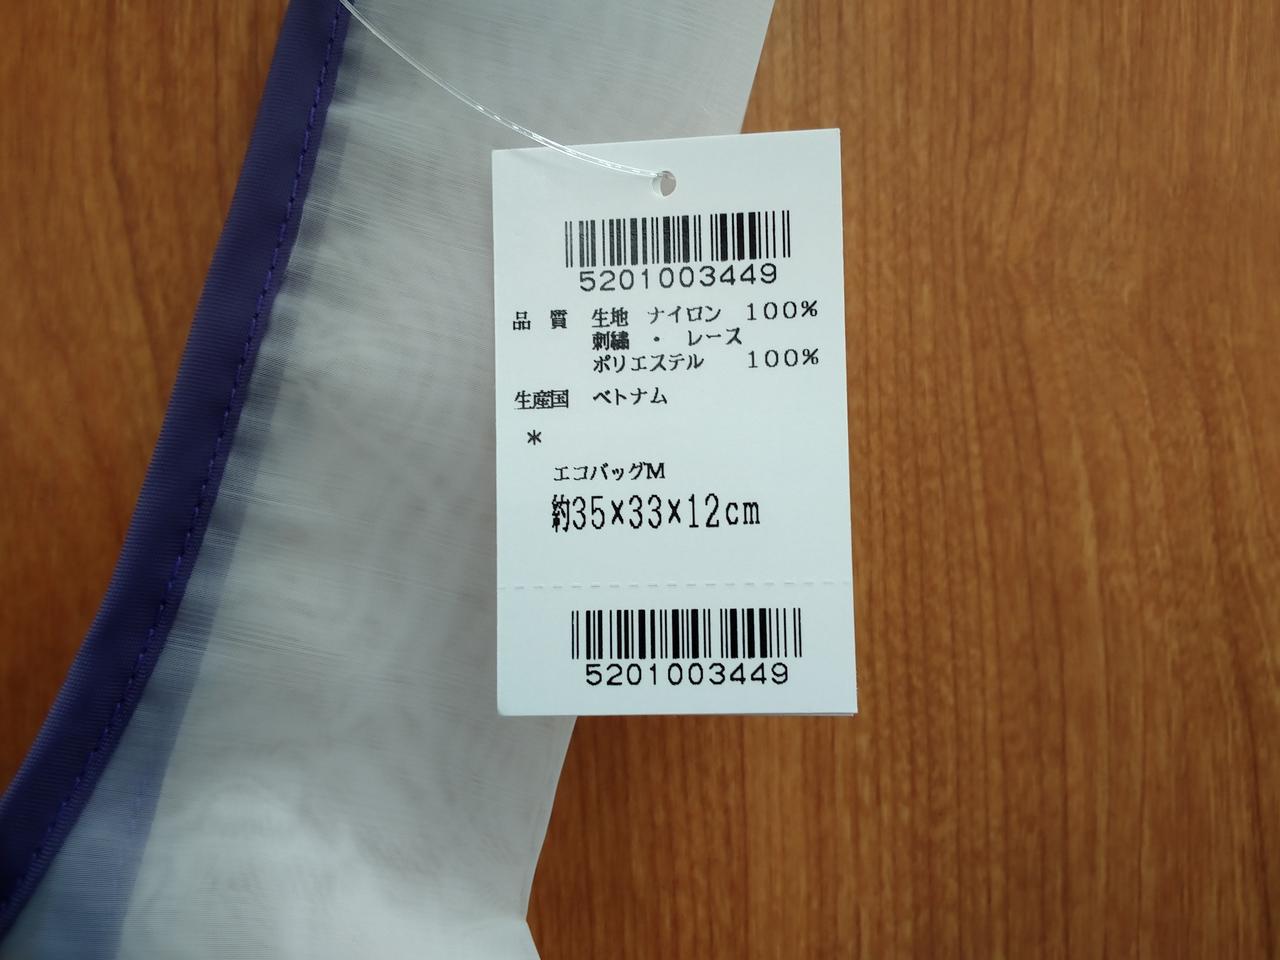 5201003449
品 質 生地 ナイロン 100%
刺繍 ・ レース
ポリエステル 100%
生産国 ベトナム
*
エコバッグM
約35×33×12cm
5201003449